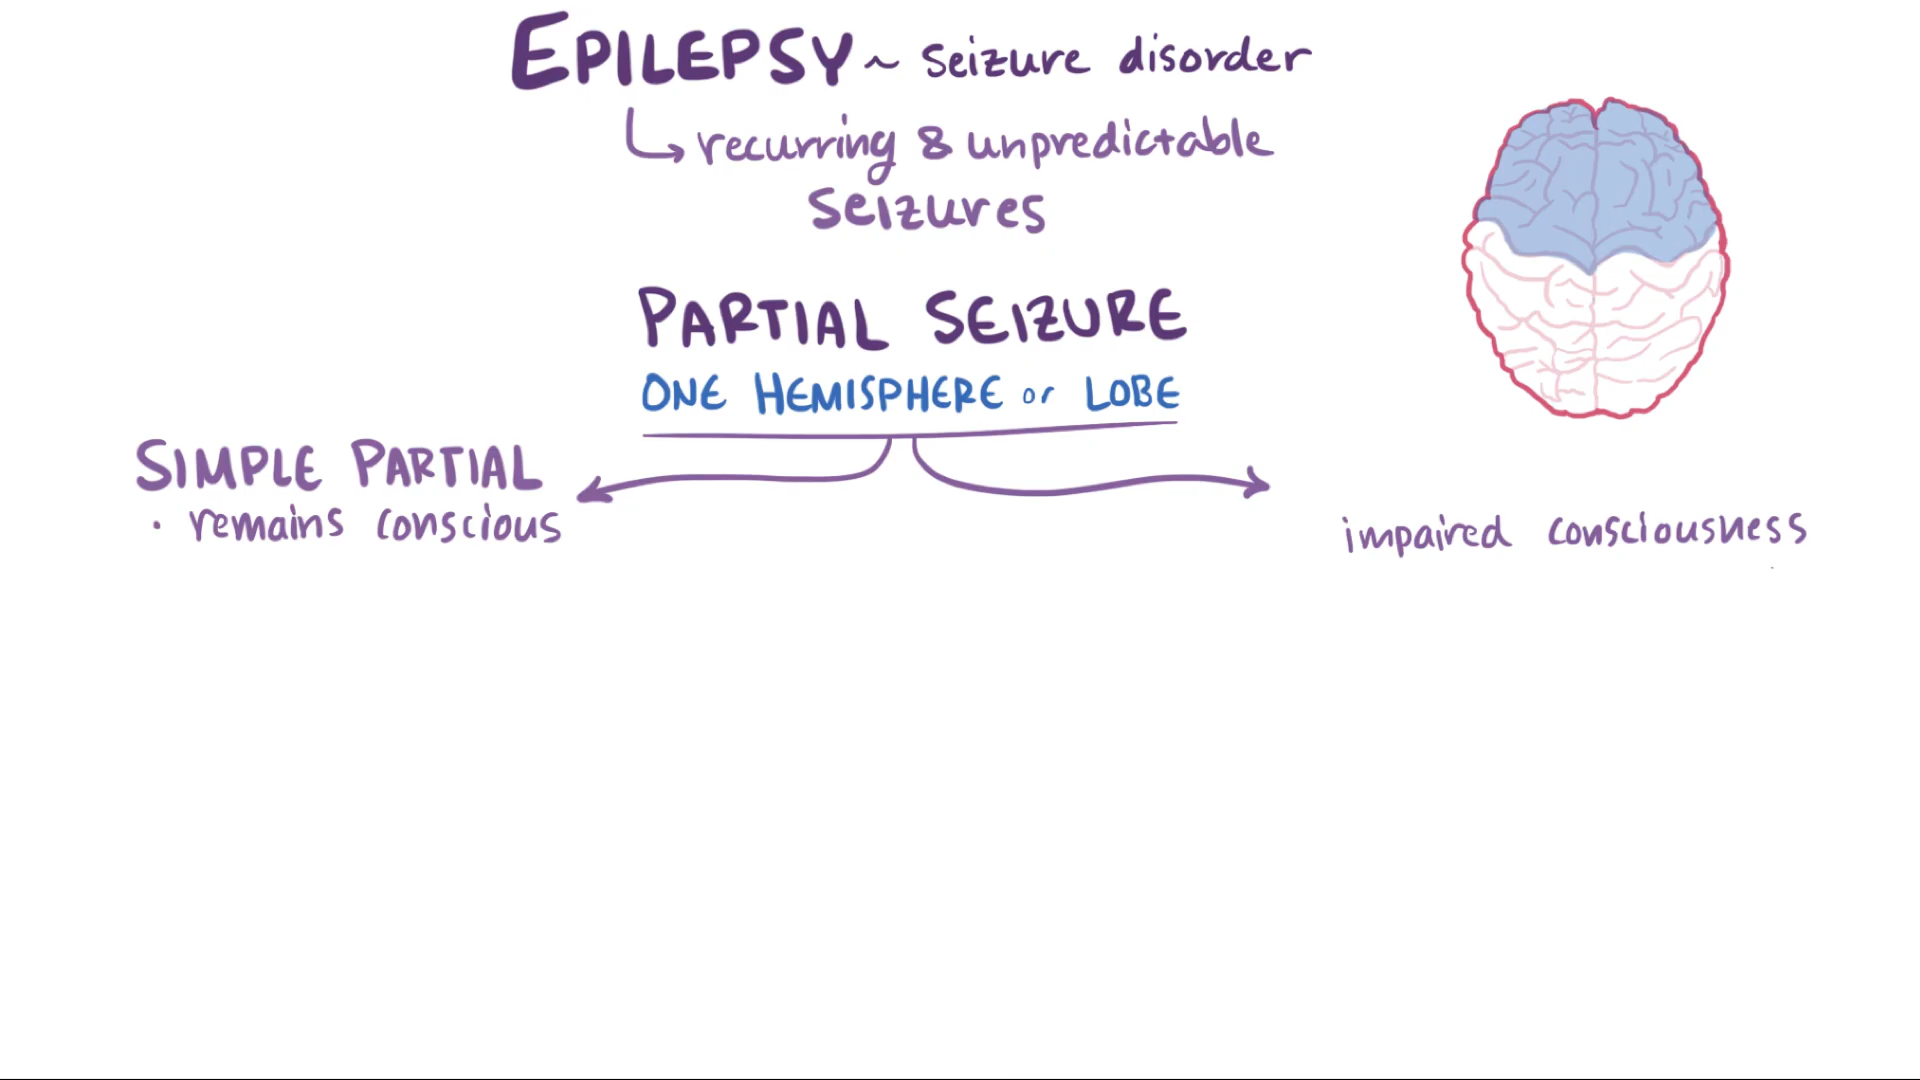 EPILEPSY ~ seizure disorder
recurring & unpredictable
seizures
PARTIAL SEIZURE
ONE HEMISPHERE or LOBE
SIMPLE PARTIAL
• remains conscious
impaired consciousness